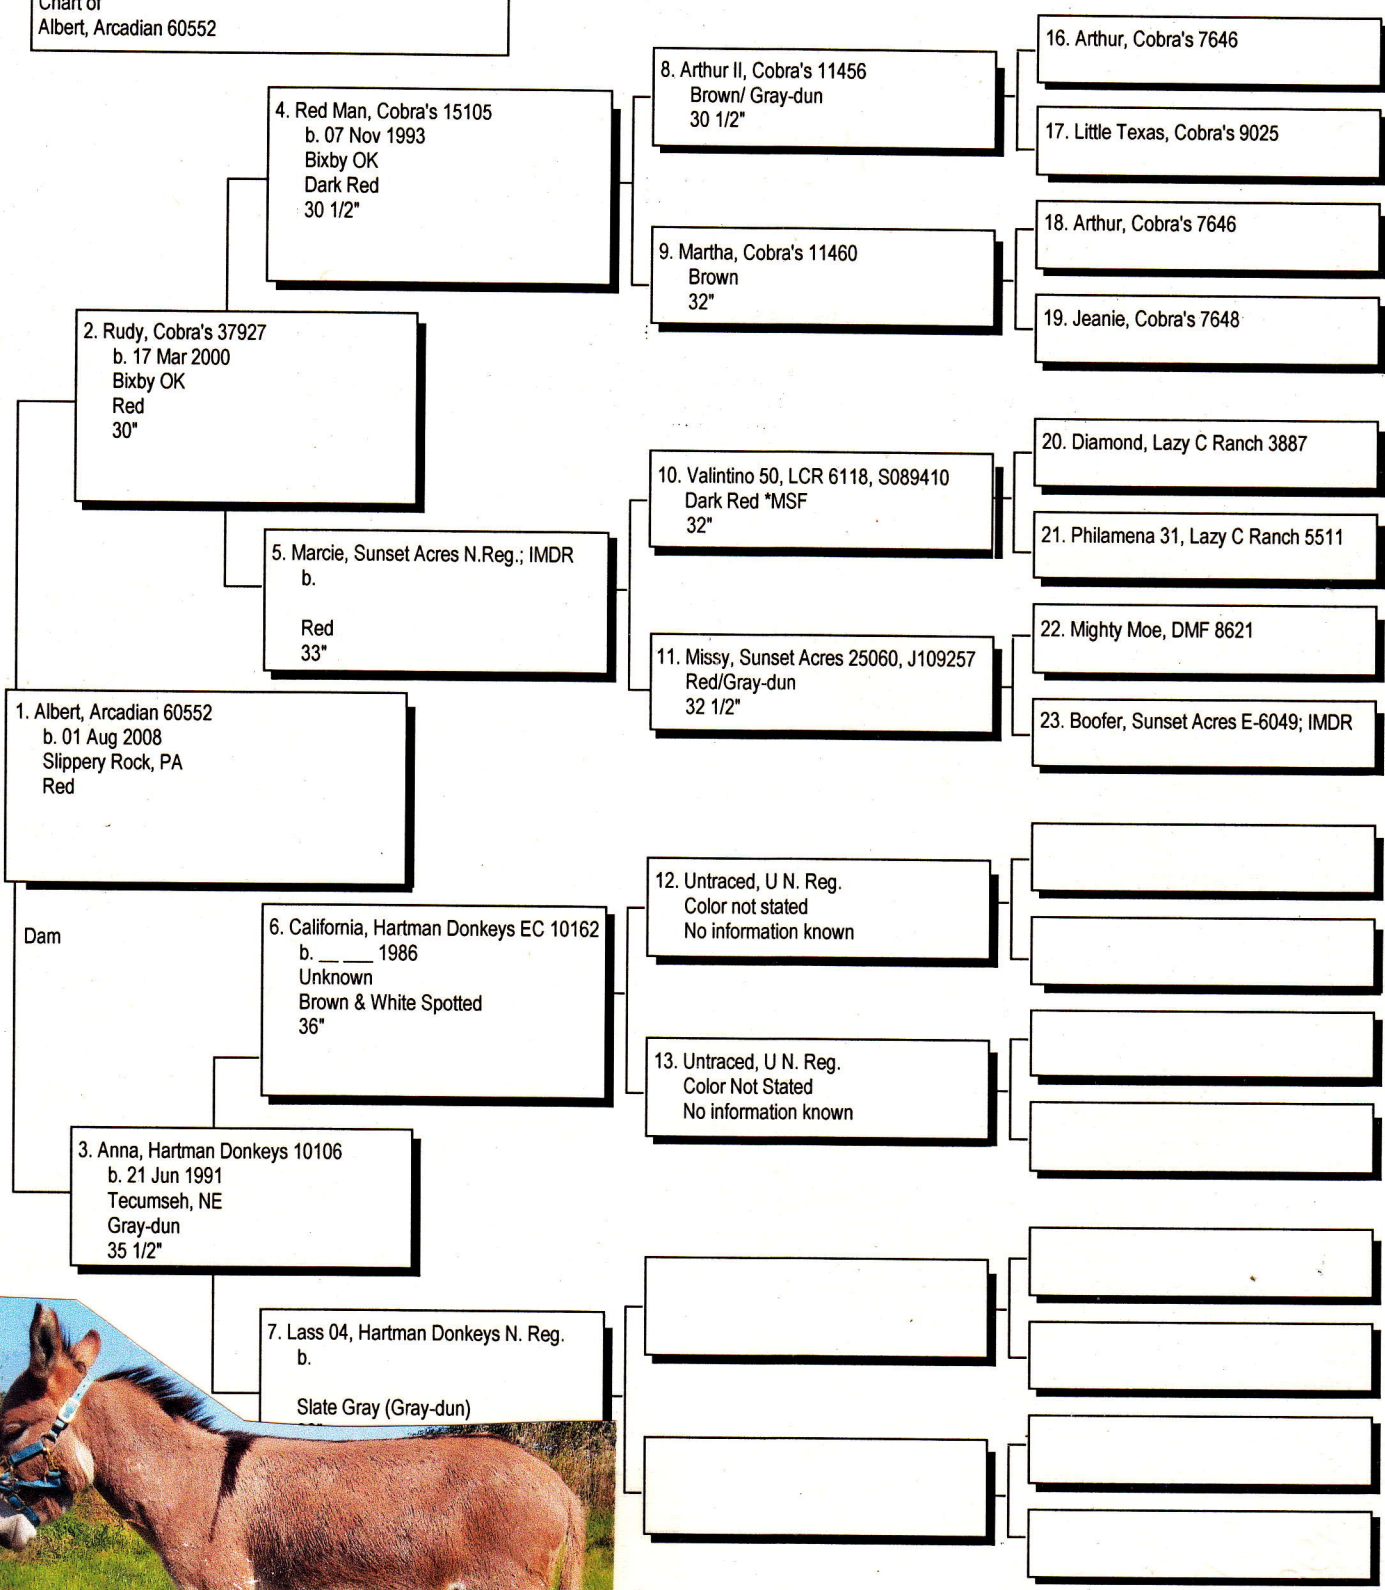 Chart of
Albert, Arcadian 60552
16. Arthur, Cobra's 7646
8. Arthur II, Cobra's 11456
Brown/ Gray-dun
30 1/2"
4. Red Man, Cobra's 15105
b. 07 Nov 1993
Bixby OK
Dark Red
30 1/2"
17. Little Texas, Cobra's 9025
18. Arthur, Cobra's 7646
9. Martha, Cobra's 11460
Brown
32"
19. Jeanie, Cobra's 7648
2. Rudy, Cobra's 37927
b. 17 Mar 2000
Bixby OK
Red
30"
20. Diamond, Lazy C Ranch 3887
10. Valintino 50, LCR 6118, S089410
Dark Red *MSF
32"
21. Philamena 31, Lazy C Ranch 5511
5. Marcie, Sunset Acres N.Reg.; IMDR
b.
Red
33"
22. Mighty Moe, DMF 8621
11. Missy, Sunset Acres 25060, J109257
Red/Gray-dun
32 1/2"
23. Boofer, Sunset Acres E-6049; IMDR
1. Albert, Arcadian 60552
b. 01 Aug 2008
Slippery Rock, PA
Red
12. Untraced, U N. Reg.
Color not stated
No information known
Dam
6. California, Hartman Donkeys EC 10162
b. __ ___ 1986
Unknown
Brown & White Spotted
36"
13. Untraced, U N. Reg.
Color Not Stated
No information known
3. Anna, Hartman Donkeys 10106
b. 21 Jun 1991
Tecumseh, NE
Gray-dun
35 1/2"
7. Lass 04, Hartman Donkeys N. Reg.
b.
Slate Gray (Gray-dun)